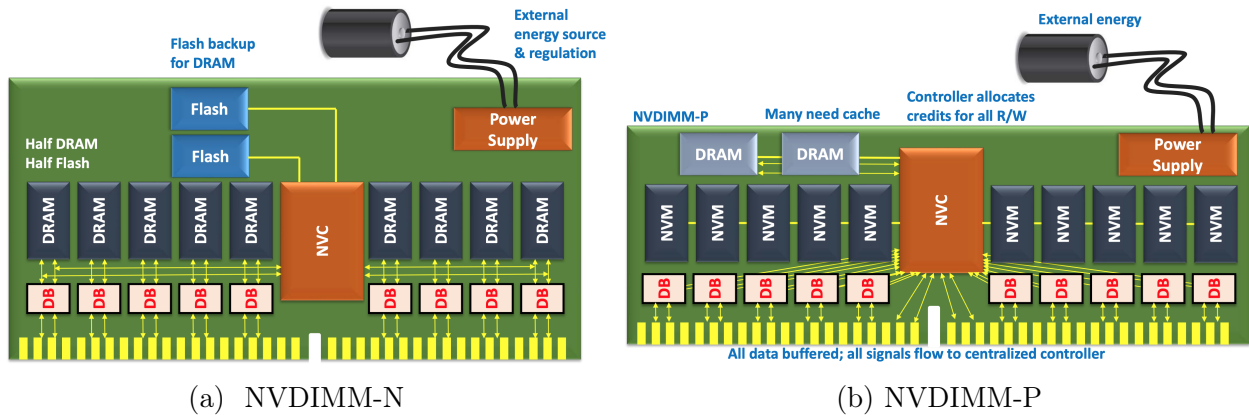 External
energy source
& regulation
Flash backup
for DRAM
Flash
Flash
Power
Supply
Half DRAM
Half Flash
DRAM DRAM DRAM DRAM DRAM NVC DRAM DRAM DRAM DRAM
DB DB DB DB DB DB DB DB DB
(a) NVDIMM-N
External energy
Controller allocates
credits for all R/W
NVDIMM-P
Many need cache
DRAM DRAM
Power
Supply
NVM NVM NVM NVM NVM NVC NVM NVM NVM NVM NVM
DB DB DB DB DB DB DB DB DB DB
All data buffered; all signals flow to centralized controller
(b) NVDIMM-P